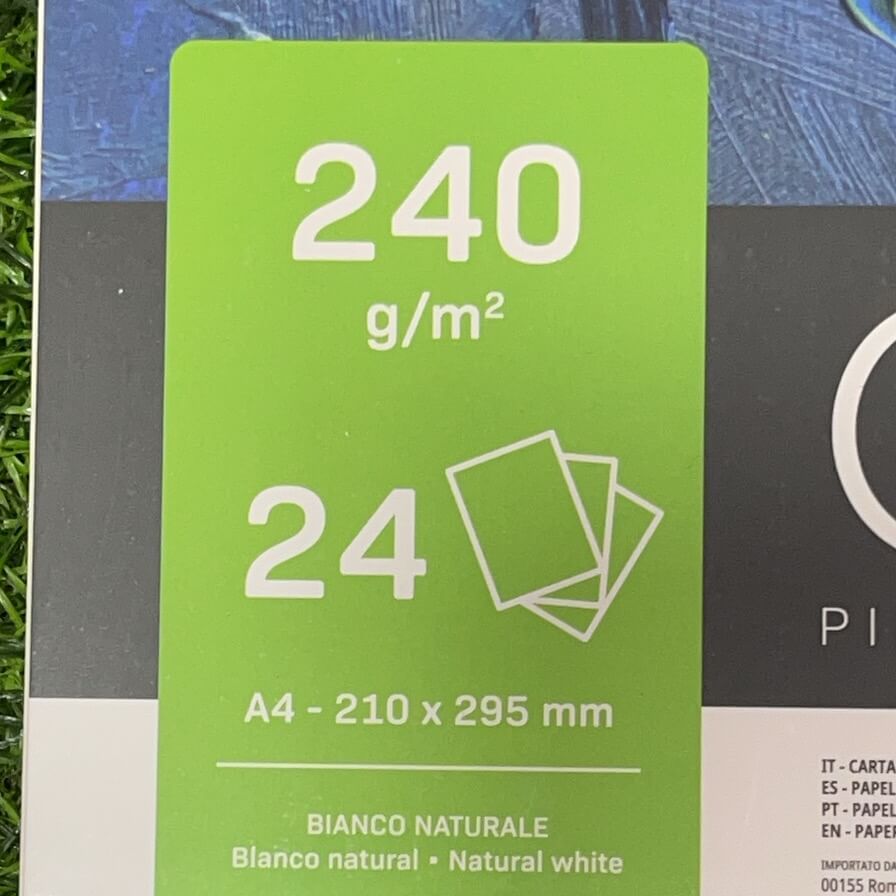 240
g/m²
24
A4 - 210 x 295 mm
BIANCO NATURALE
Blanco natural • Natural white
IT - CARTA
ES - PAPEL
PT - PAPEL
EN - PAPER
IMPORTATO DA
00155 Rom